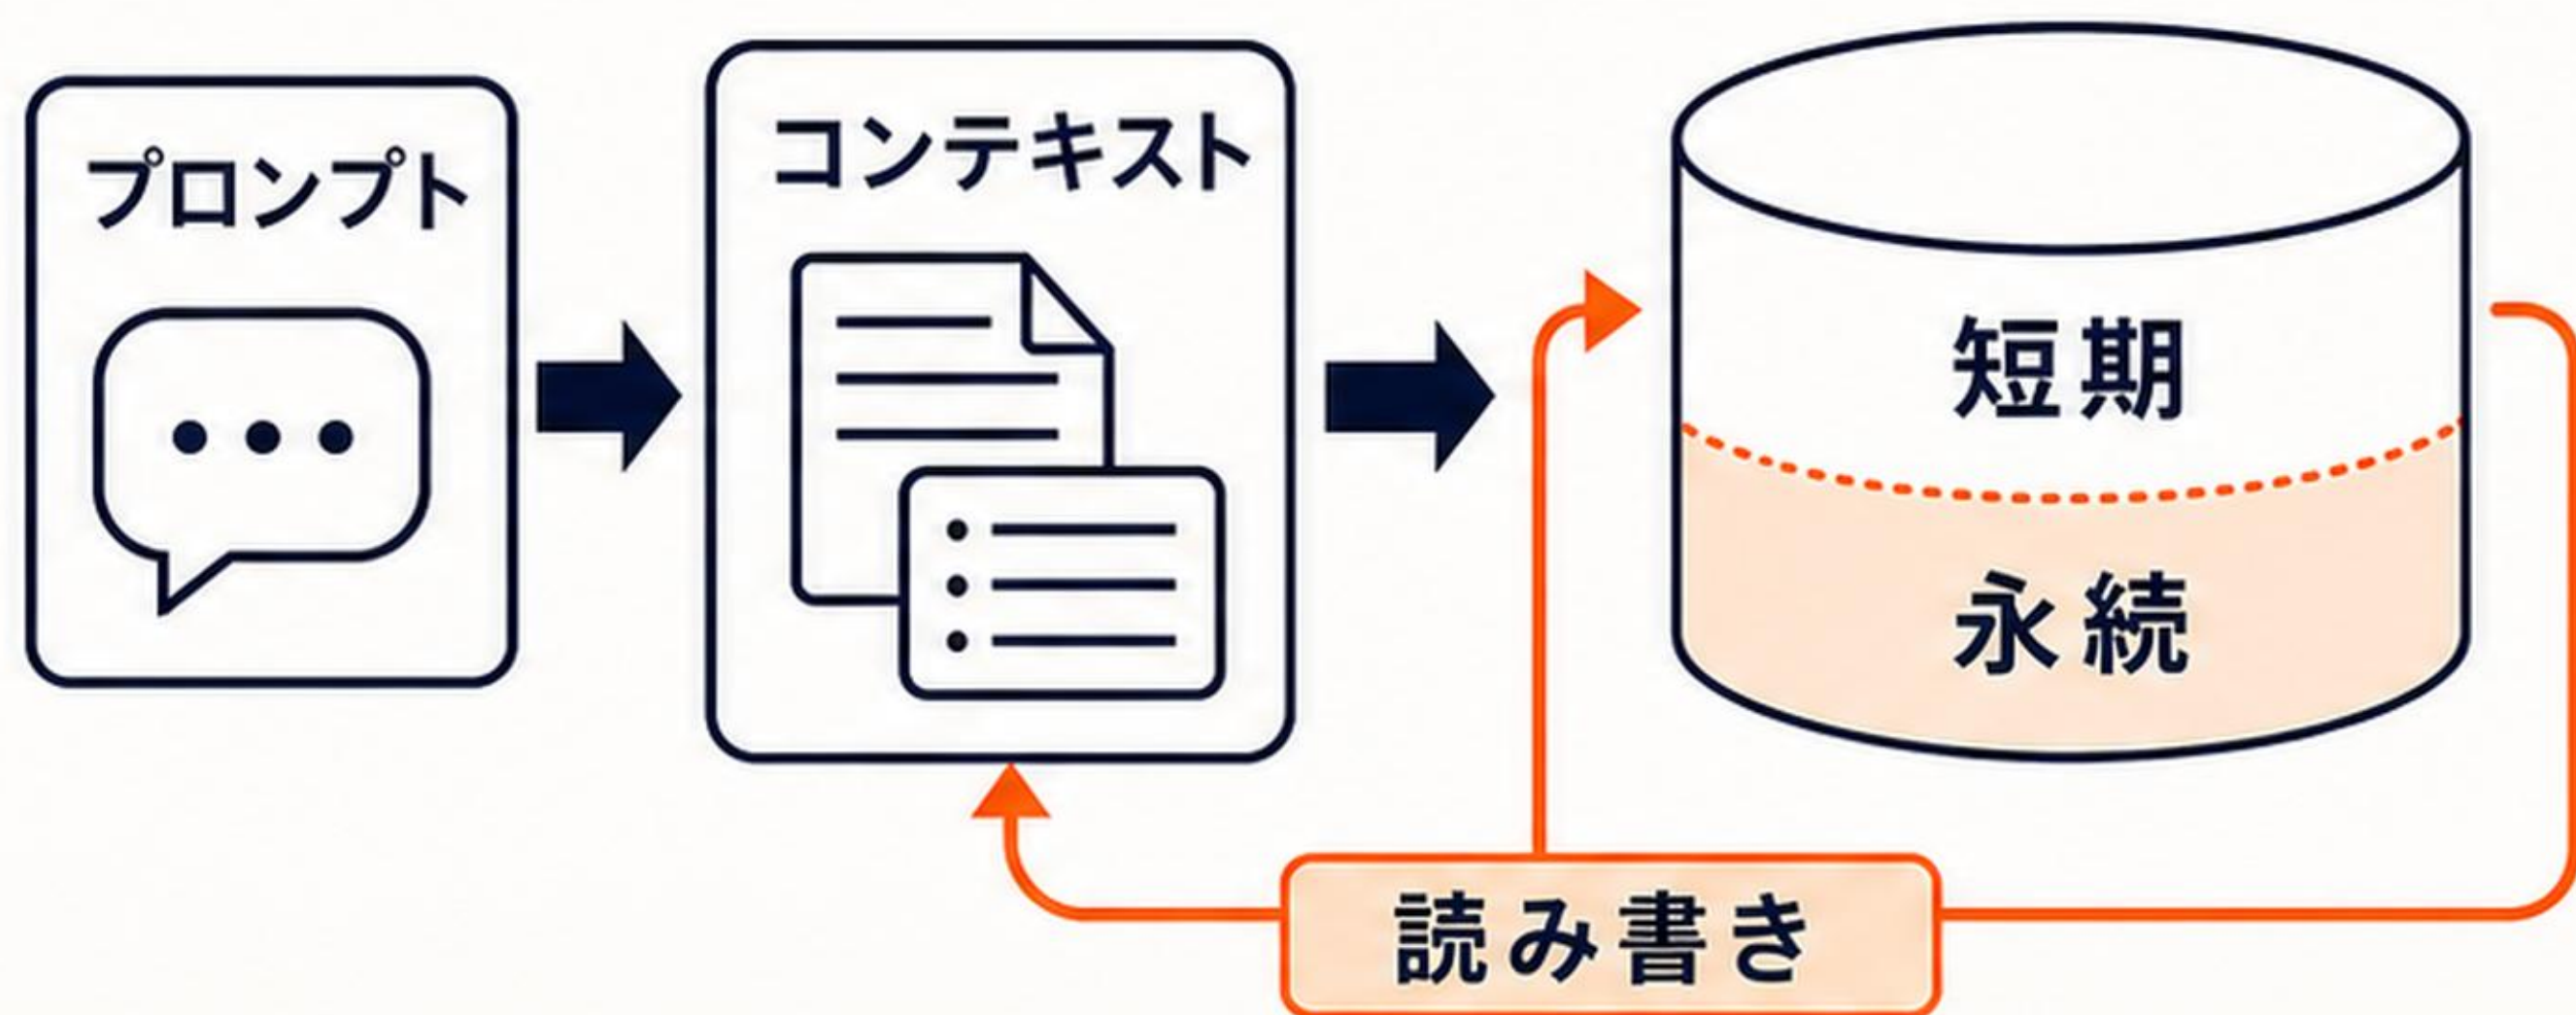 プロンプト
コンテキスト
短期
永続
読み書き